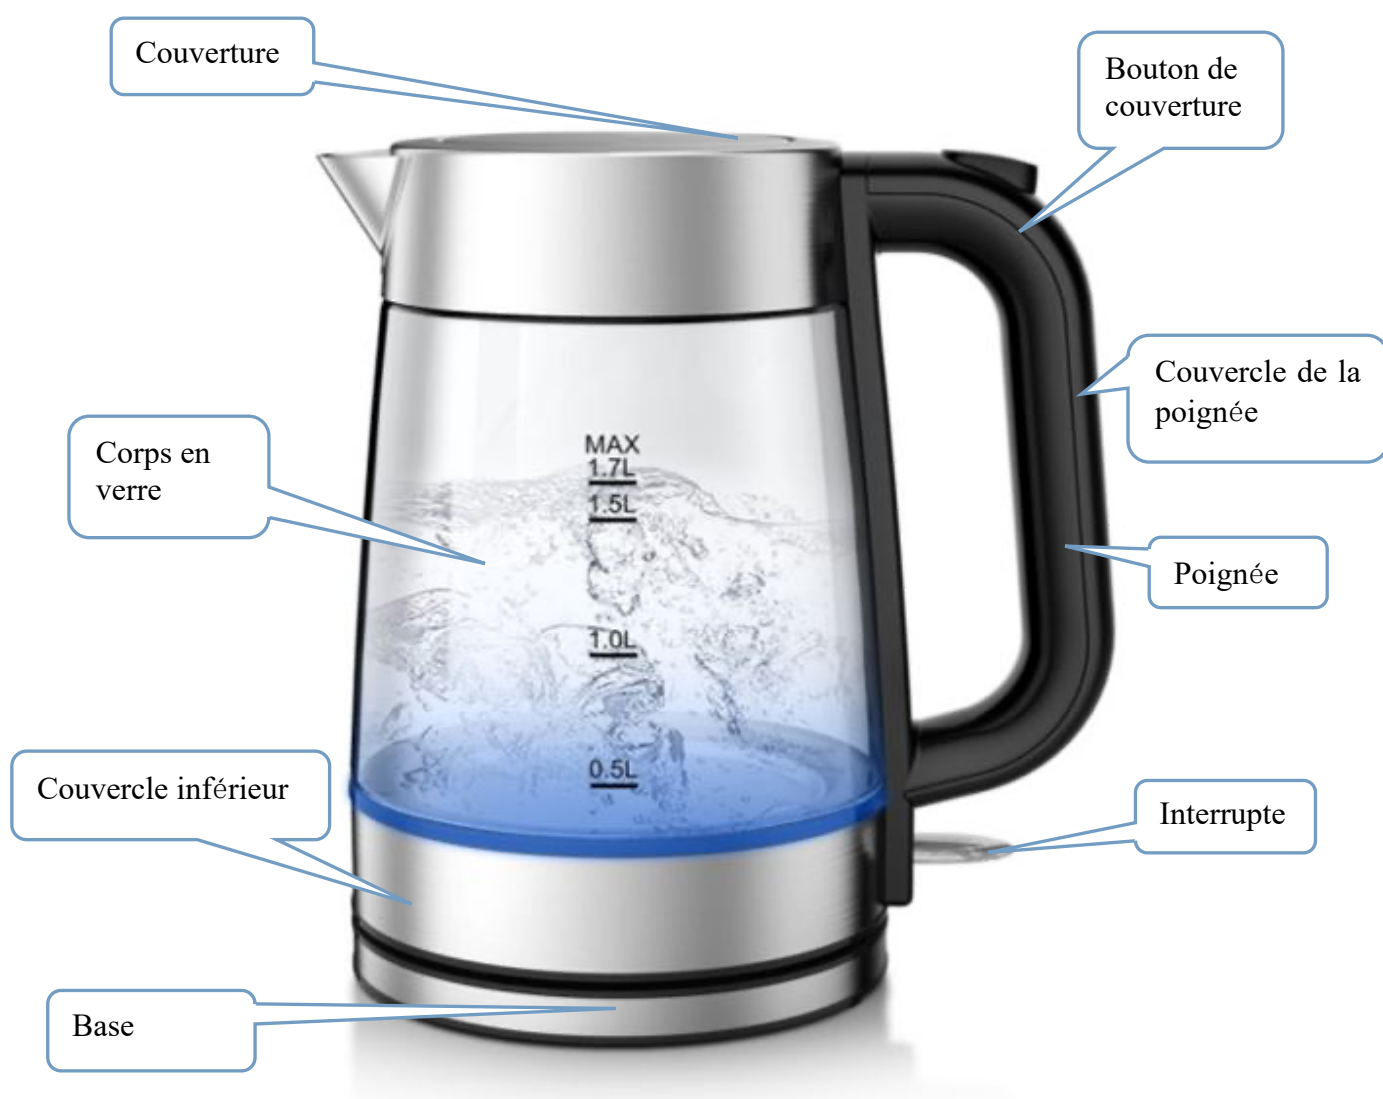 Couverture
Bouton de
couverture
Couvercle de la
poignée
Corps en
verre
MAX
1.7L
1.5L
1.0L
0.5L
Poignée
Couvercle inférieur
Interrupte
Base